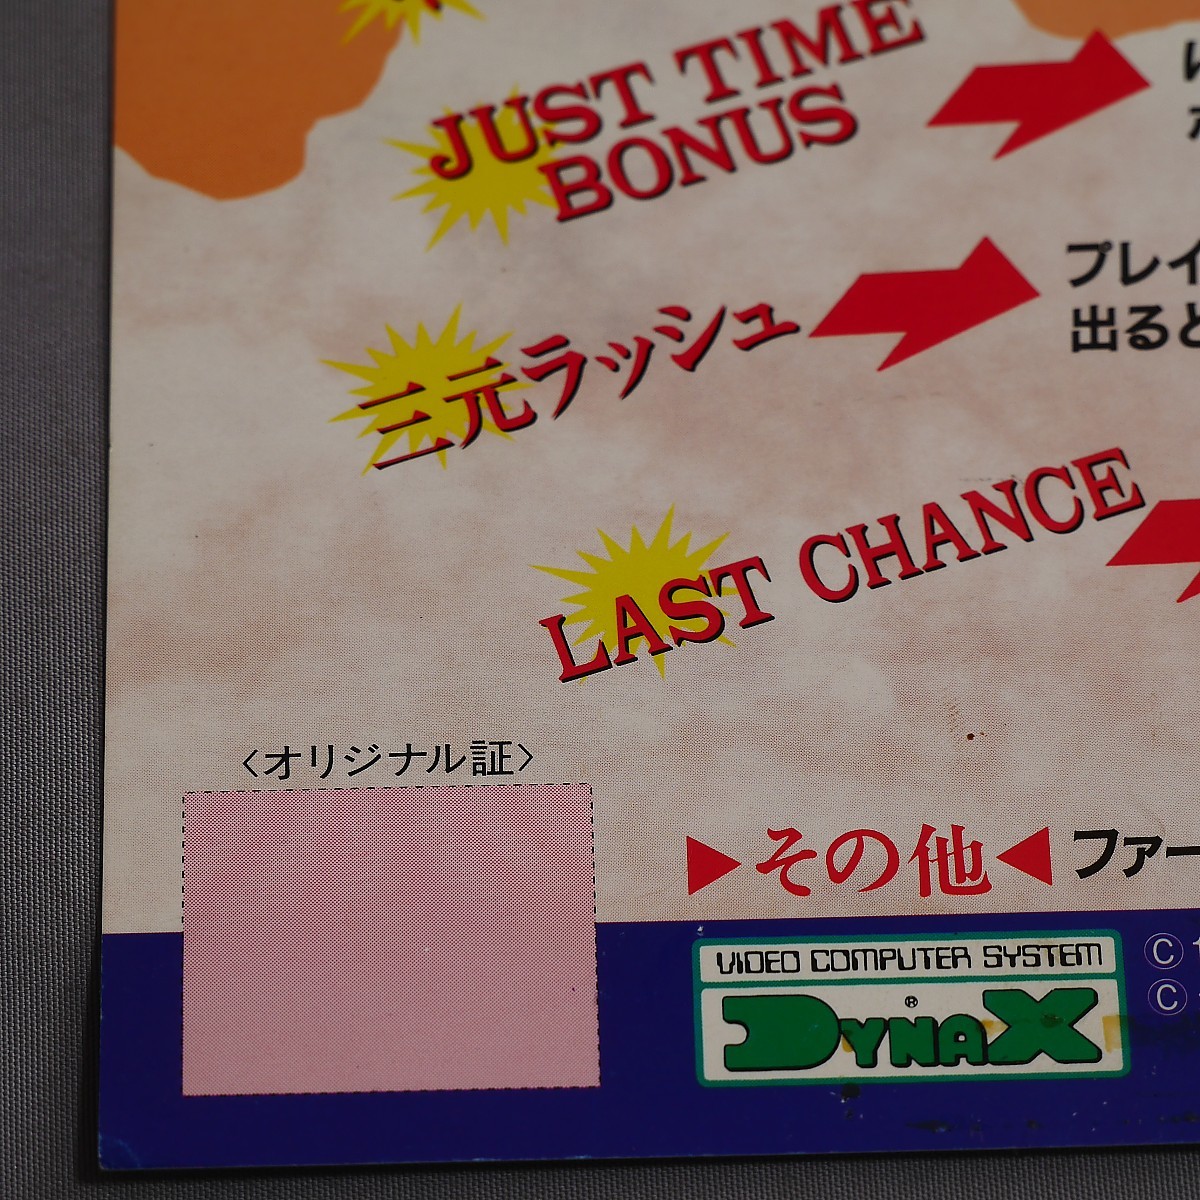 JUST TIME
BONUS
三元ラッシュ
プレイ
出ると
LAST CHANCE
〈オリジナル証〉
▶その他◀
ファー
VIDEO COMPUTER SYSTEM
DYNAX®
©
©